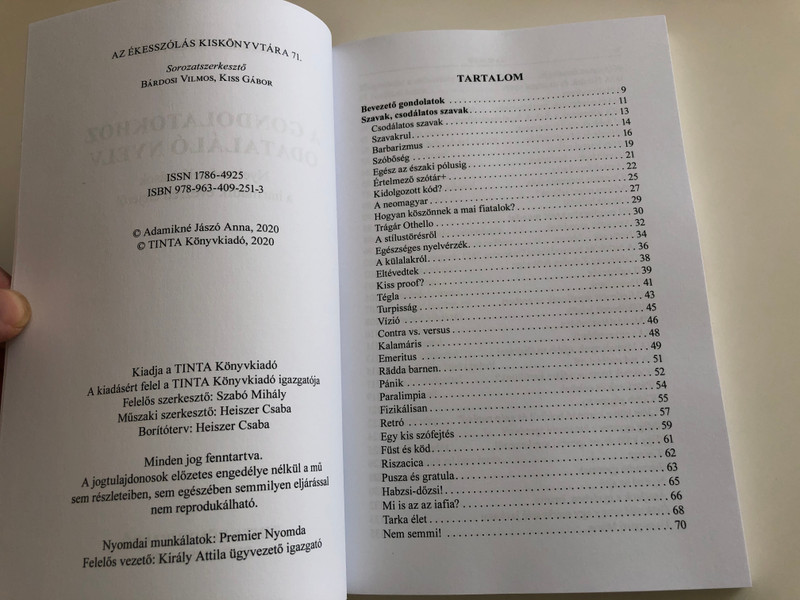 AZ ÉKESSZÓLÁS KISKÖNYVTÁRA 71.
Sorozatszerkesztő
BÁRDOSI VILMOS, KISS GÁBOR
ISSN 1786-4925
ISBN 978-963-409-251-3
© Adamikné Jászó Anna, 2020
© TINTA Könyvkiadó, 2020
Kiadja a TINTA Könyvkiadó
A kiadásért felel a TINTA Könyvkiadó igazgatója
Felelős szerkesztő: Szabó Mihály
Műszaki szerkesztő: Heiszer Csaba
Borítóterv: Heiszer Csaba
Minden jog fenntartva.
A jogtulajdonosok előzetes engedélye nélkül a mű
sem részleteiben, sem egészében semmilyen eljárással
nem reprodukálható.
Nyomdai munkálatok: Premier Nyomda
Felelős vezető: Király Attila ügyvezető igazgató
TARTALOM
Bevezető gondolatok 9
Szavak, csodálatos szavak 11
Csodálatos szavak 13
Szavakrul 14
Barbarizmus 16
Szóbőség 19
Egész az északi pólusig 21
Értelmező szótár+ 22
Kidolgozott kód? 25
A neomagyar 27
Hogyan köszönnek a mai fiatalok? 29
Trágár Othello 30
A stílustörésről 32
Egészséges nyelvérzék 34
A külalakról 36
Eltévedtek 38
Kiss proof? 39
Tégla 41
Turpisság 43
Vízió 45
Contra vs. versus 46
Kalamáris 48
Emeritus 49
Rädda barnen 51
Pánik 52
Paralimpia 54
Fizikálisan 55
Retró 57
Egy kis szófejtés 59
Füst és köd 61
Riszacica 62
Pusza és gratula 63
Habzsi-dőzsi! 65
Mi is az az iafia? 66
Tarka élet 68
Nem semmi! 70